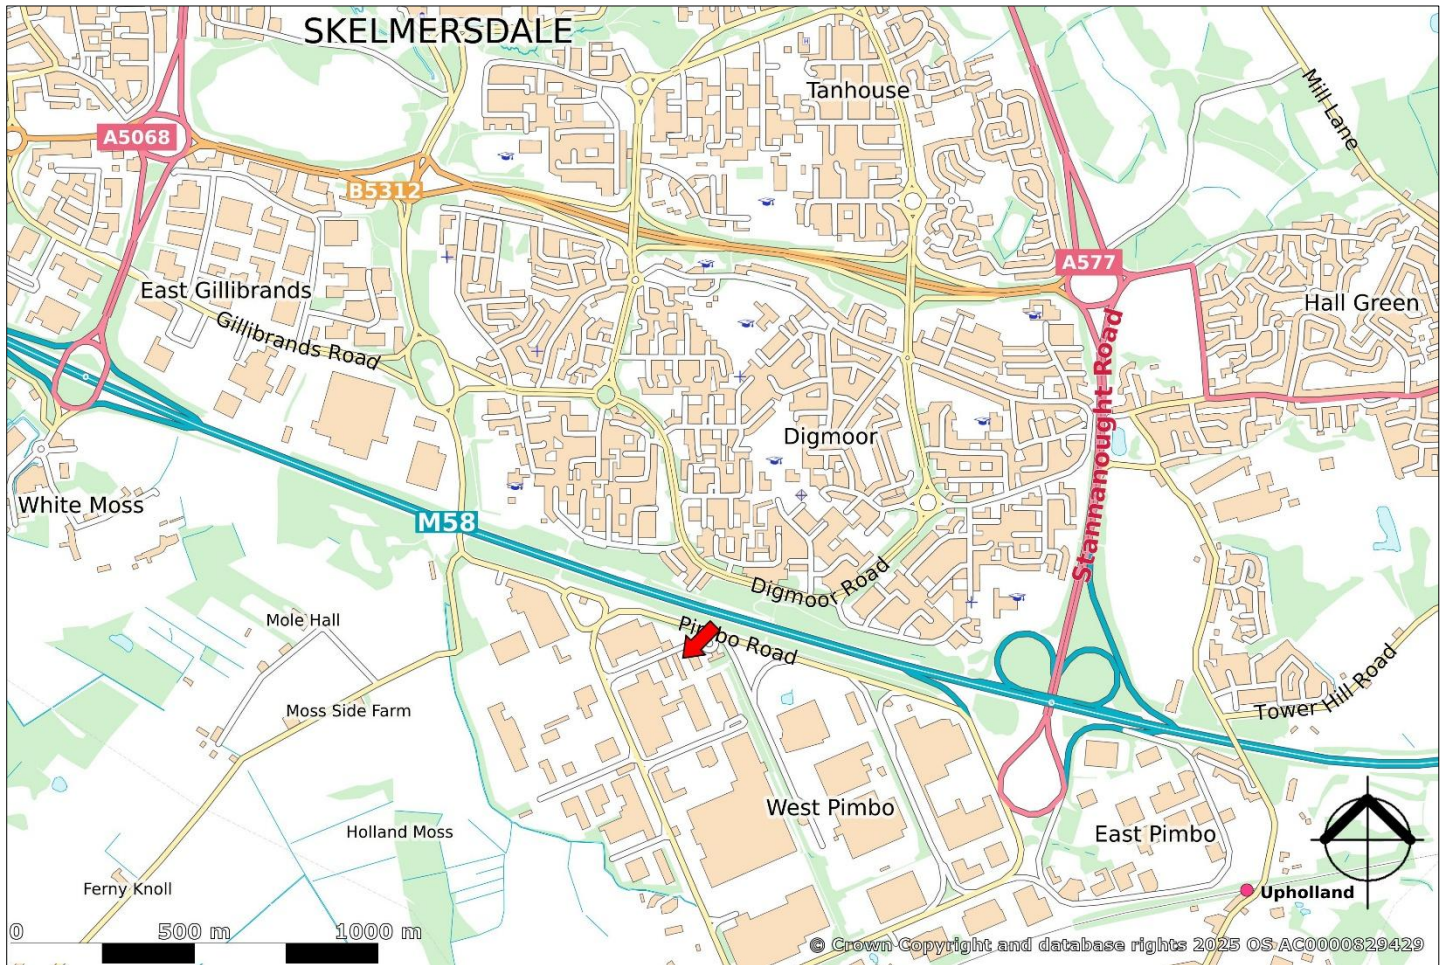 SKELMERSDALE
Tanhouse
Mill Lane
A5068
B5312
A577
East Gillibrands
Hall Green
Gillibrands Road
Stannanought Road
Digmoor
White Moss
M58
Digmoor Road
Mole Hall
Pimbo Road
Moss Side Farm
Tower Hill Road
West Pimbo
Holland Moss
East Pimbo
Ferny Knoll
Upholland
0 500 m 1000 m
© Crown Copyright and database rights 2025 OS AC0000829429